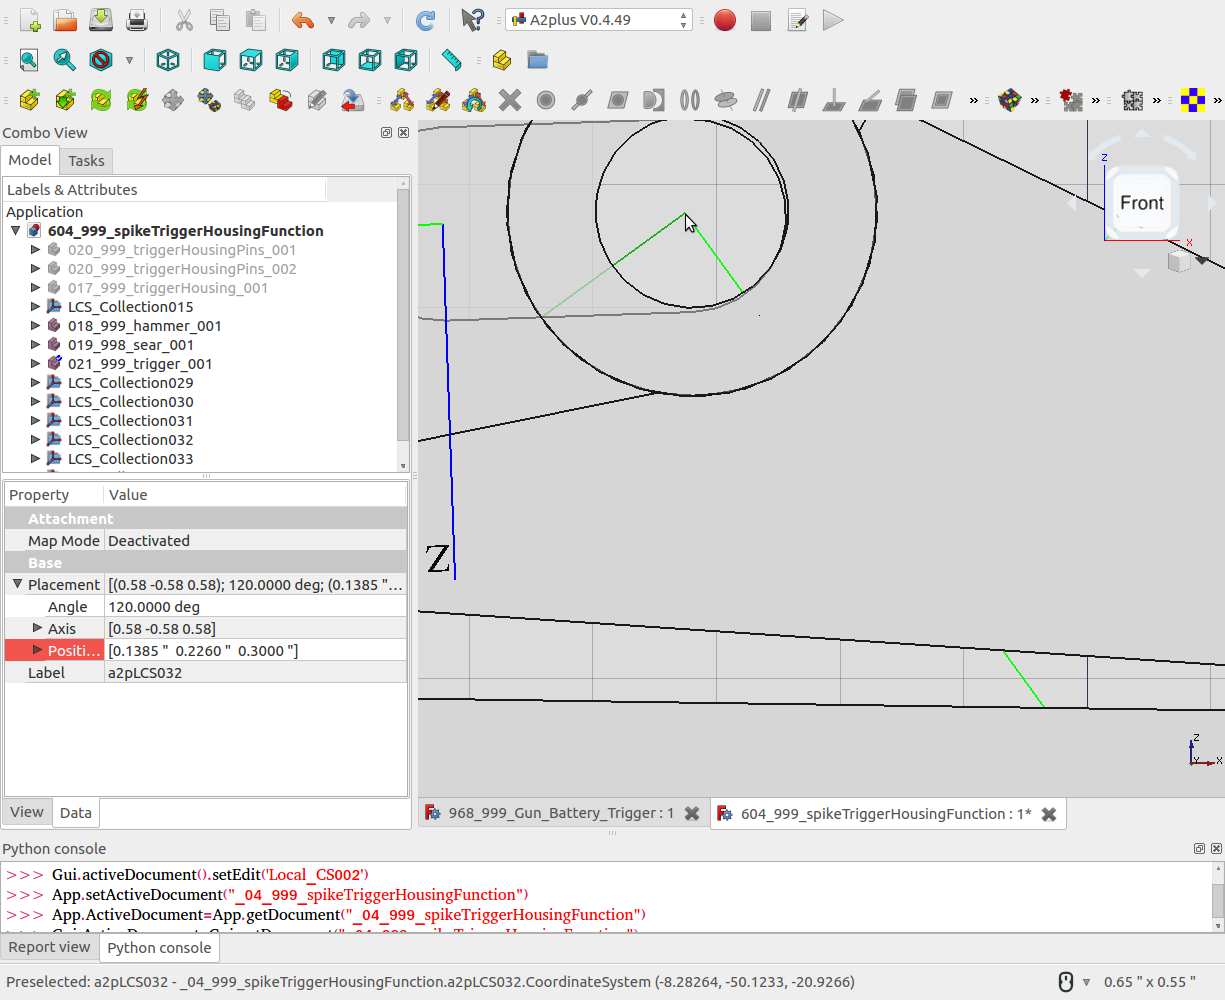 A2plus V0.4.49
Combo View
Model
Tasks
Labels & Attributes
Application
604_999_spikeTriggerHousingFunction
020_999_triggerHousingPins_001
020_999_triggerHousingPins_002
017_999_triggerHousing_001
LCS_Collection015
018_999_hammer_001
019_998_sear_001
021_999_trigger_001
LCS_Collection029
LCS_Collection030
LCS_Collection031
LCS_Collection032
LCS_Collection033
Property Value
Attachment
Map Mode Deactivated
Base
Placement [(0.58 -0.58 0.58); 120.0000 deg; (0.1385 "...
Angle 120.0000 deg
Axis [0.58 -0.58 0.58]
Positi... [0.1385 " 0.2260 " 0.3000 "]
Label a2pLCS032
View
Data
Z
Front
z
x
z
Y
x
968_999_Gun_Battery_Trigger : 1
604_999_spikeTriggerHousingFunction : 1*
Python console
>>> Gui.activeDocument().setEdit('Local_CS002')
>>> App.setActiveDocument("_04_999_spikeTriggerHousingFunction")
>>> App.ActiveDocument=App.getDocument("_04_999_spikeTriggerHousingFunction")
Report view
Python console
Preselected: a2pLCS032 - _04_999_spikeTriggerHousingFunction.a2pLCS032.CoordinateSystem (-8.28264, -50.1233, -20.9266)
0.65 " x 0.55 "